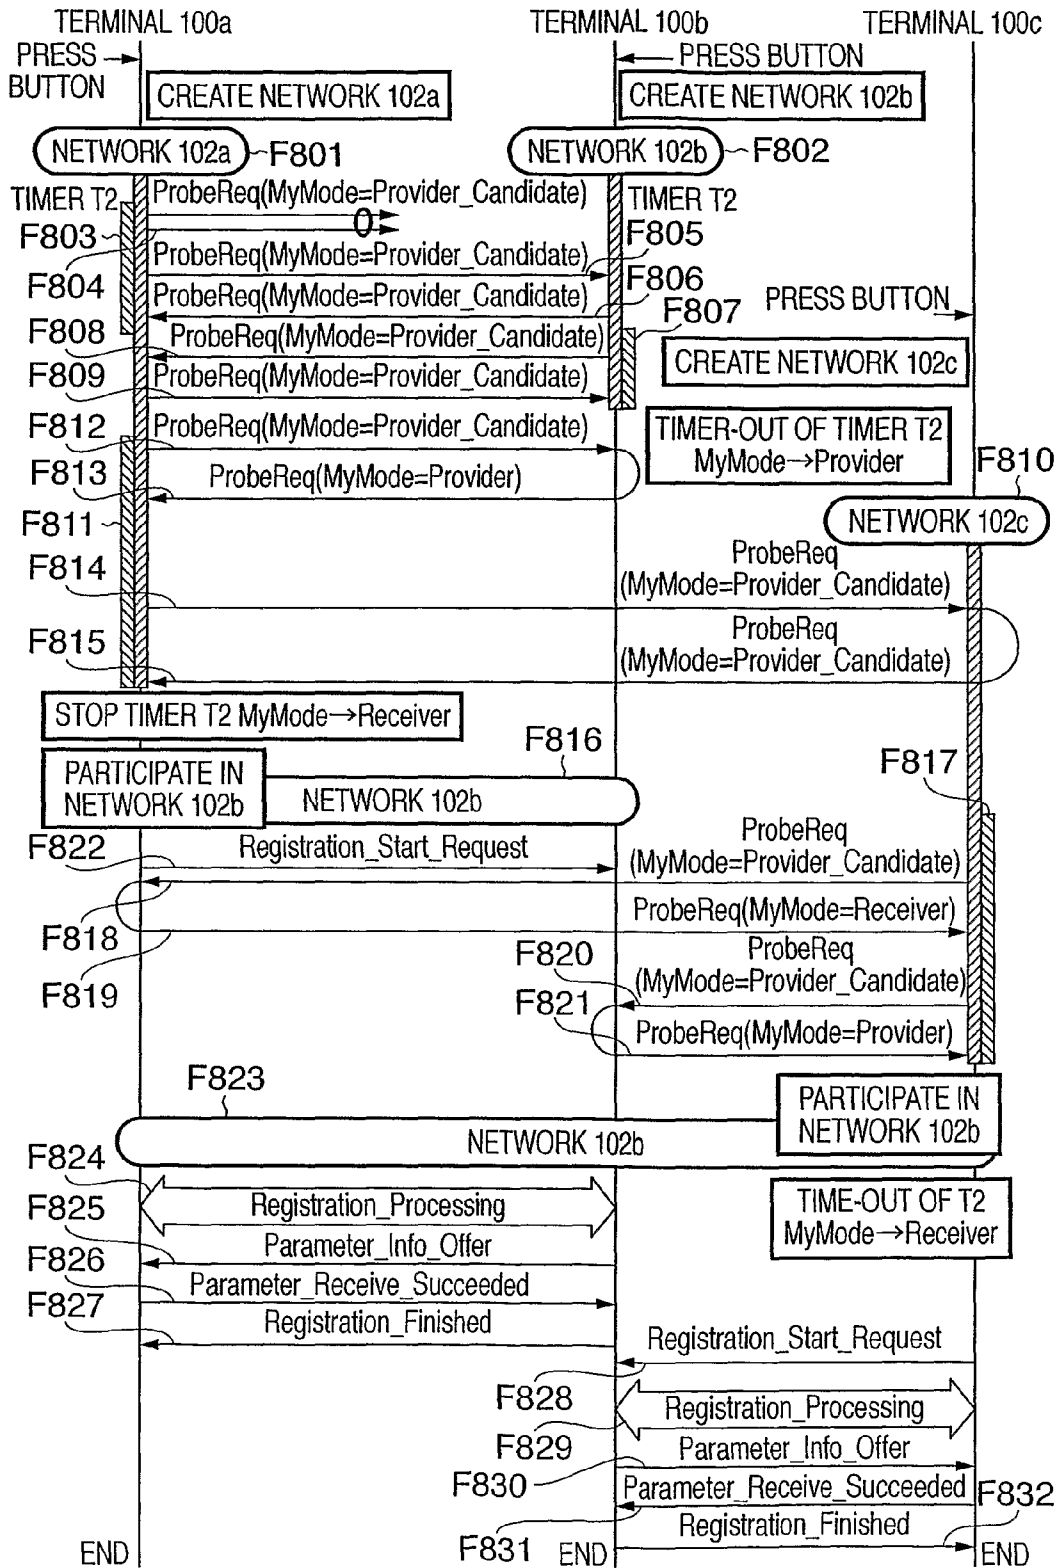 TERMINAL 100a
TERMINAL 100b
TERMINAL 100c
PRESS
BUTTON
PRESS BUTTON
CREATE NETWORK 102a
CREATE NETWORK 102b
NETWORK 102a
F801
NETWORK 102b
F802
TIMER T2
ProbeReq(MyMode=Provider_Candidate)
TIMER T2
F803
F805
F804
ProbeReq(MyMode=Provider_Candidate)
F806
ProbeReq(MyMode=Provider_Candidate)
F807
PRESS BUTTON
F808
ProbeReq(MyMode=Provider_Candidate)
CREATE NETWORK 102c
F809
ProbeReq(MyMode=Provider_Candidate)
F812
ProbeReq(MyMode=Provider_Candidate)
TIMER-OUT OF TIMER T2
MyMode→Provider
F813
ProbeReq(MyMode=Provider)
F810
F811
NETWORK 102c
F814
ProbeReq
(MyMode=Provider_Candidate)
F815
ProbeReq
(MyMode=Provider_Candidate)
STOP TIMER T2 MyMode→Receiver
F816
PARTICIPATE IN
NETWORK 102b
NETWORK 102b
F817
F822
Registration_Start_Request
ProbeReq
(MyMode=Provider_Candidate)
F818
ProbeReq(MyMode=Receiver)
F819
F820
ProbeReq
(MyMode=Provider_Candidate)
F821
ProbeReq(MyMode=Provider)
F823
PARTICIPATE IN
NETWORK 102b
NETWORK 102b
F824
Registration_Processing
TIME-OUT OF T2
MyMode→Receiver
F825
Parameter_Info_Offer
F826
Parameter_Receive_Succeeded
F827
Registration_Finished
Registration_Start_Request
F828
Registration_Processing
F829
Parameter_Info_Offer
F830
Parameter_Receive_Succeeded
F832
F831
Registration_Finished
END
END
END